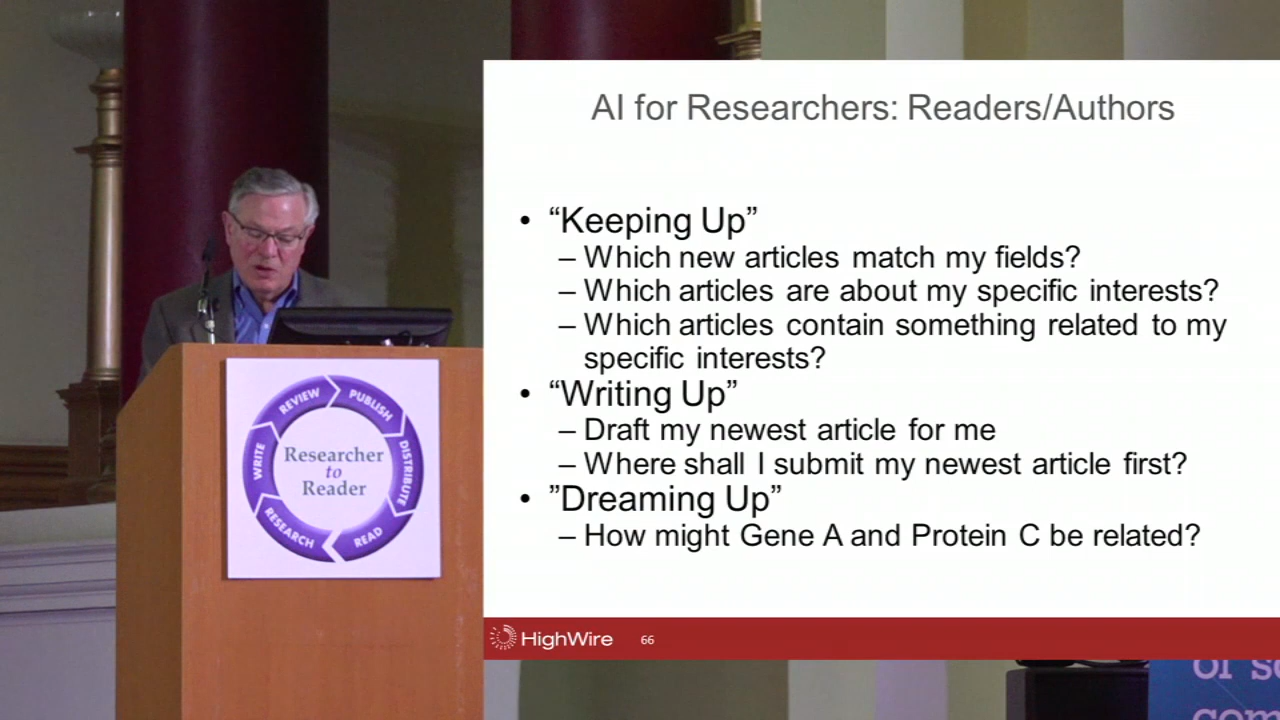 AI for Researchers: Readers/Authors
• “Keeping Up”
– Which new articles match my fields?
– Which articles are about my specific interests?
– Which articles contain something related to my
specific interests?
• “Writing Up”
– Draft my newest article for me
– Where shall I submit my newest article first?
• ”Dreaming Up”
– How might Gene A and Protein C be related?
HighWire 66
REVIEW
PUBLISH
DISTRIBUTE
READ
RESEARCH
WRITE
Researcher
to
Reader